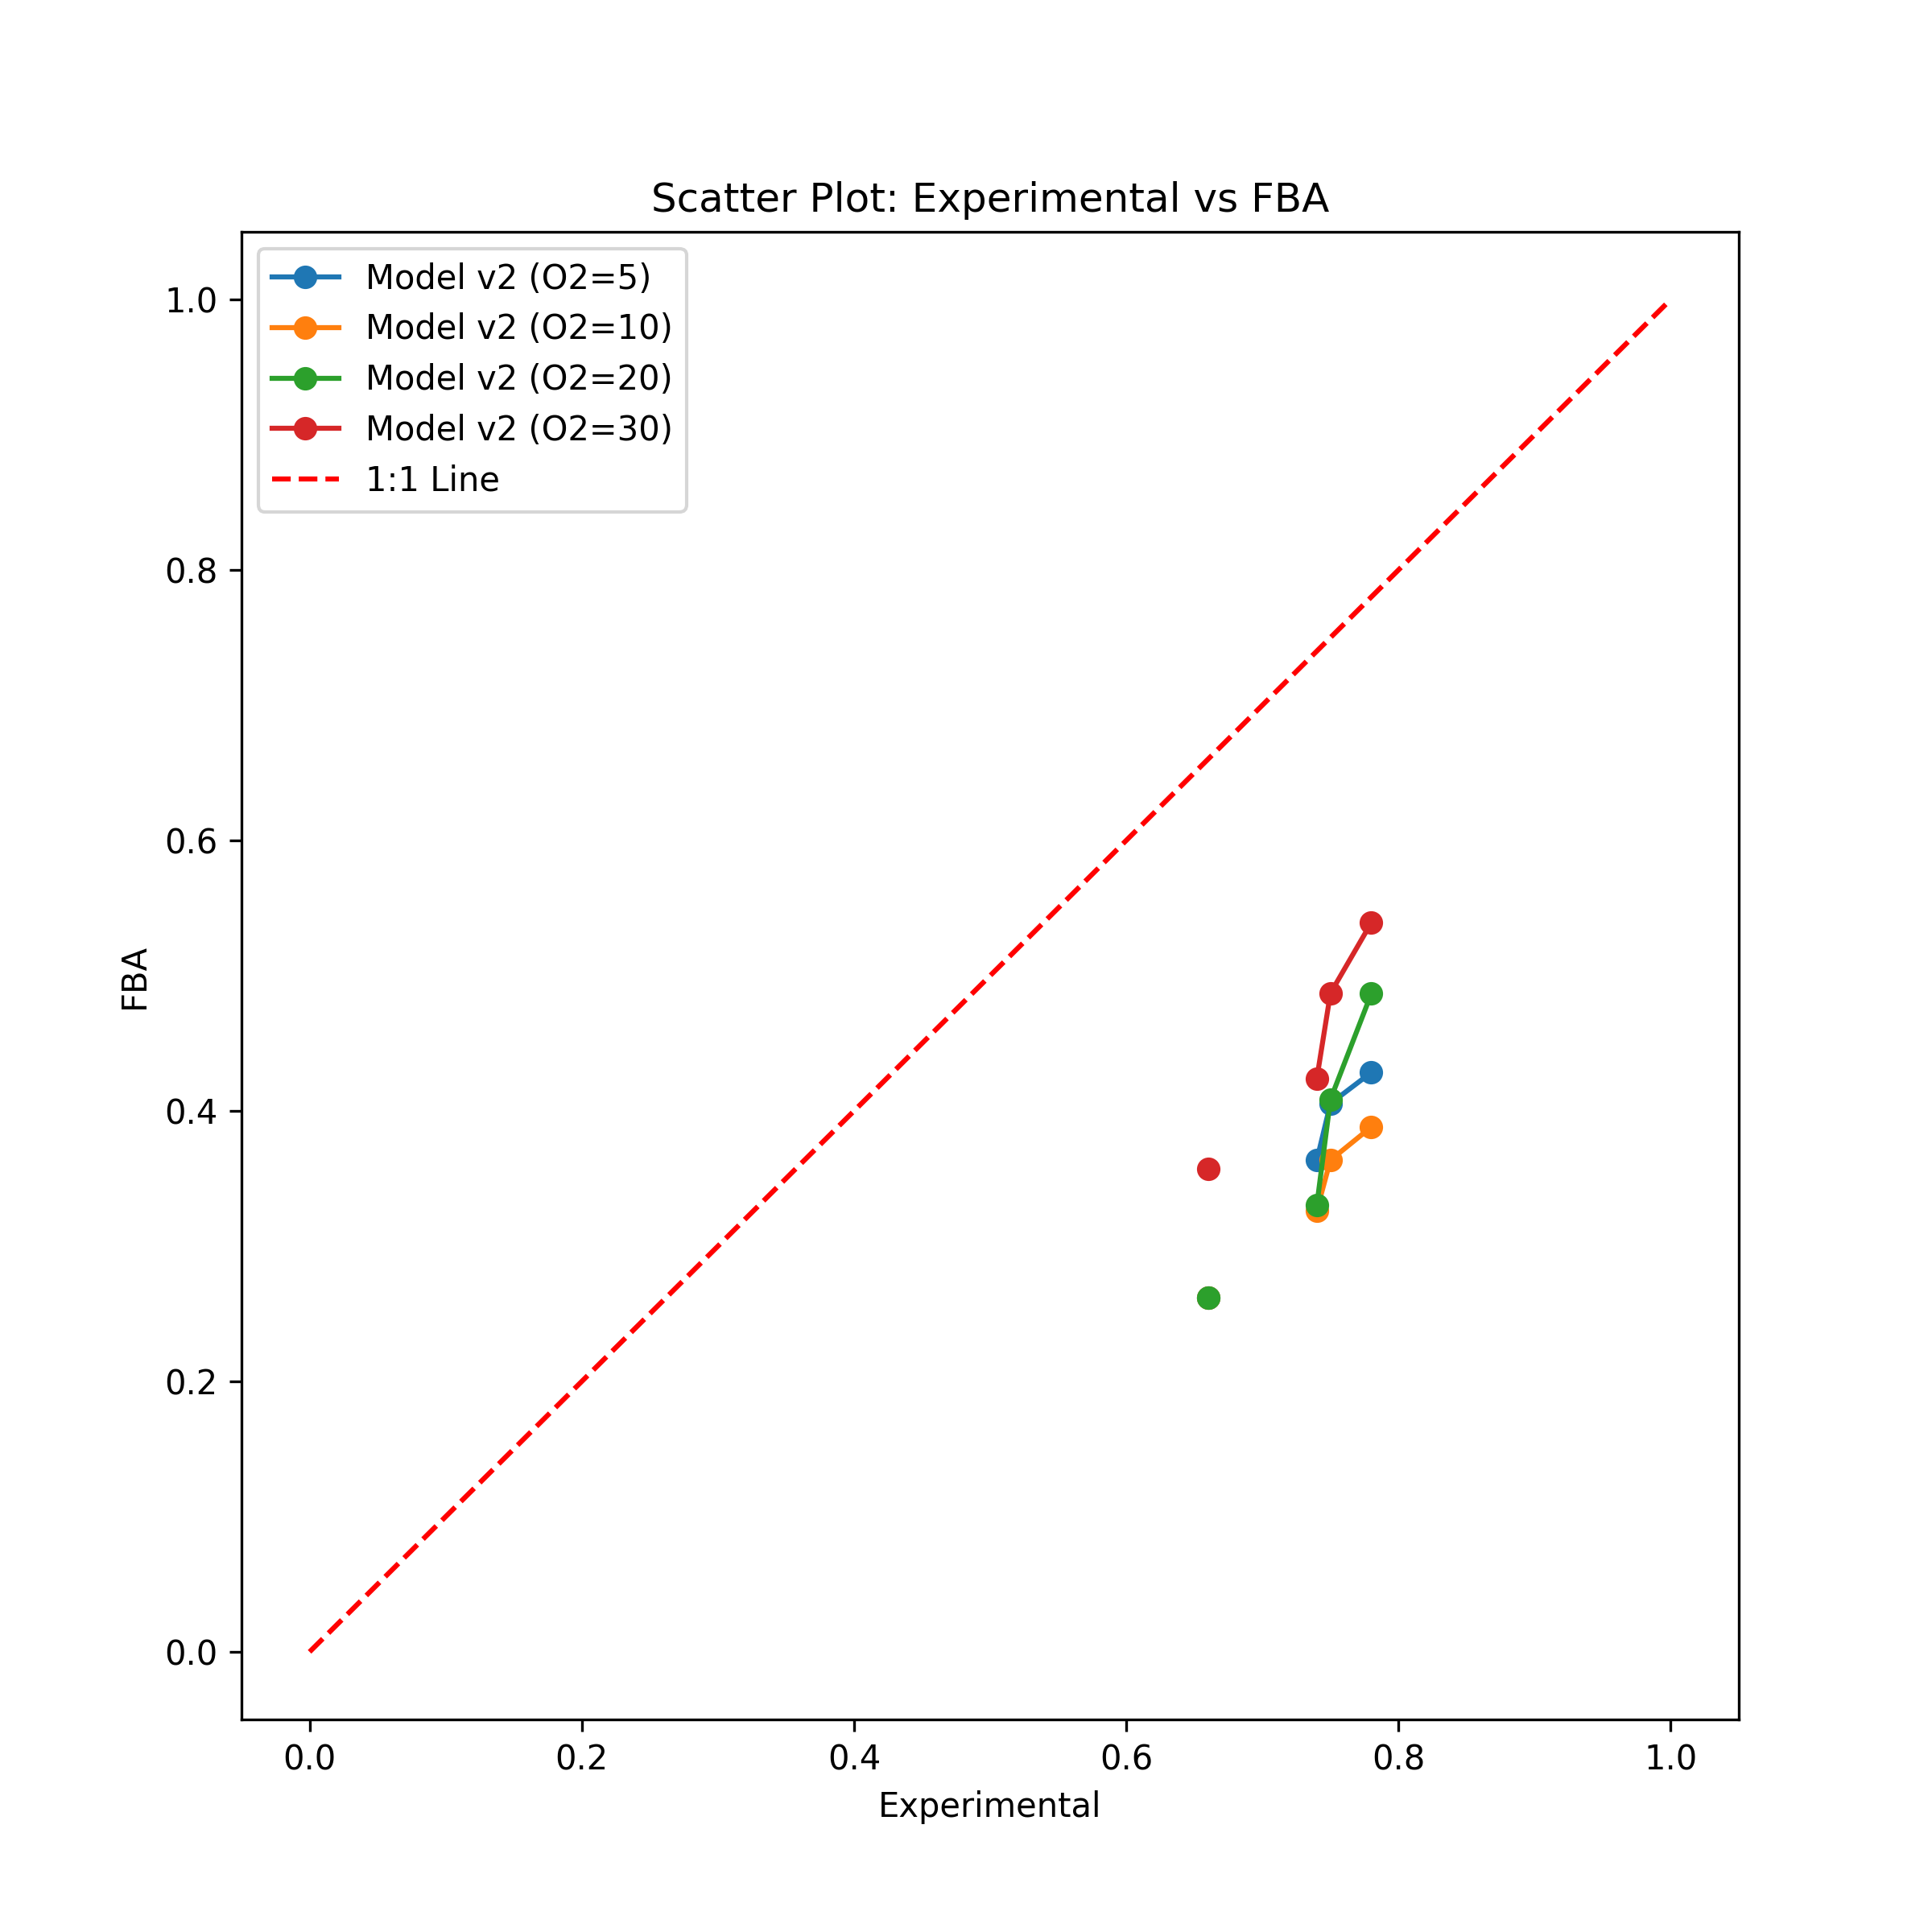 Scatter Plot: Experimental vs FBA
Model v2 (O2=5)
Model v2 (O2=10)
Model v2 (O2=20)
Model v2 (O2=30)
1:1 Line
1.0
0.8
0.6
0.4
0.2
0.0
FBA
0.0 0.2 0.4 0.6 0.8 1.0
Experimental